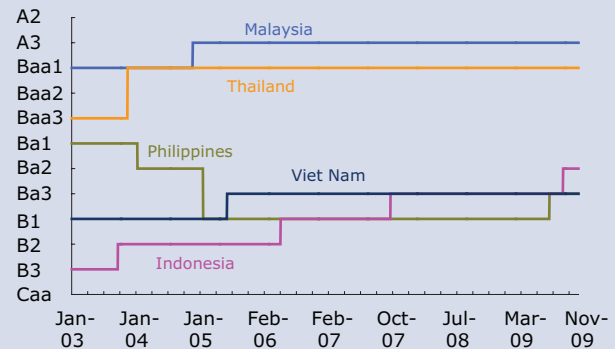 A2
A3
Baa1
Baa2
Baa3
Ba1
Ba2
Ba3
B1
B2
B3
Caa
Malaysia
Thailand
Philippines
Viet Nam
Indonesia
Jan-03
Jan-04
Jan-05
Feb-06
Feb-07
Oct-07
Jul-08
Mar-09
Nov-09